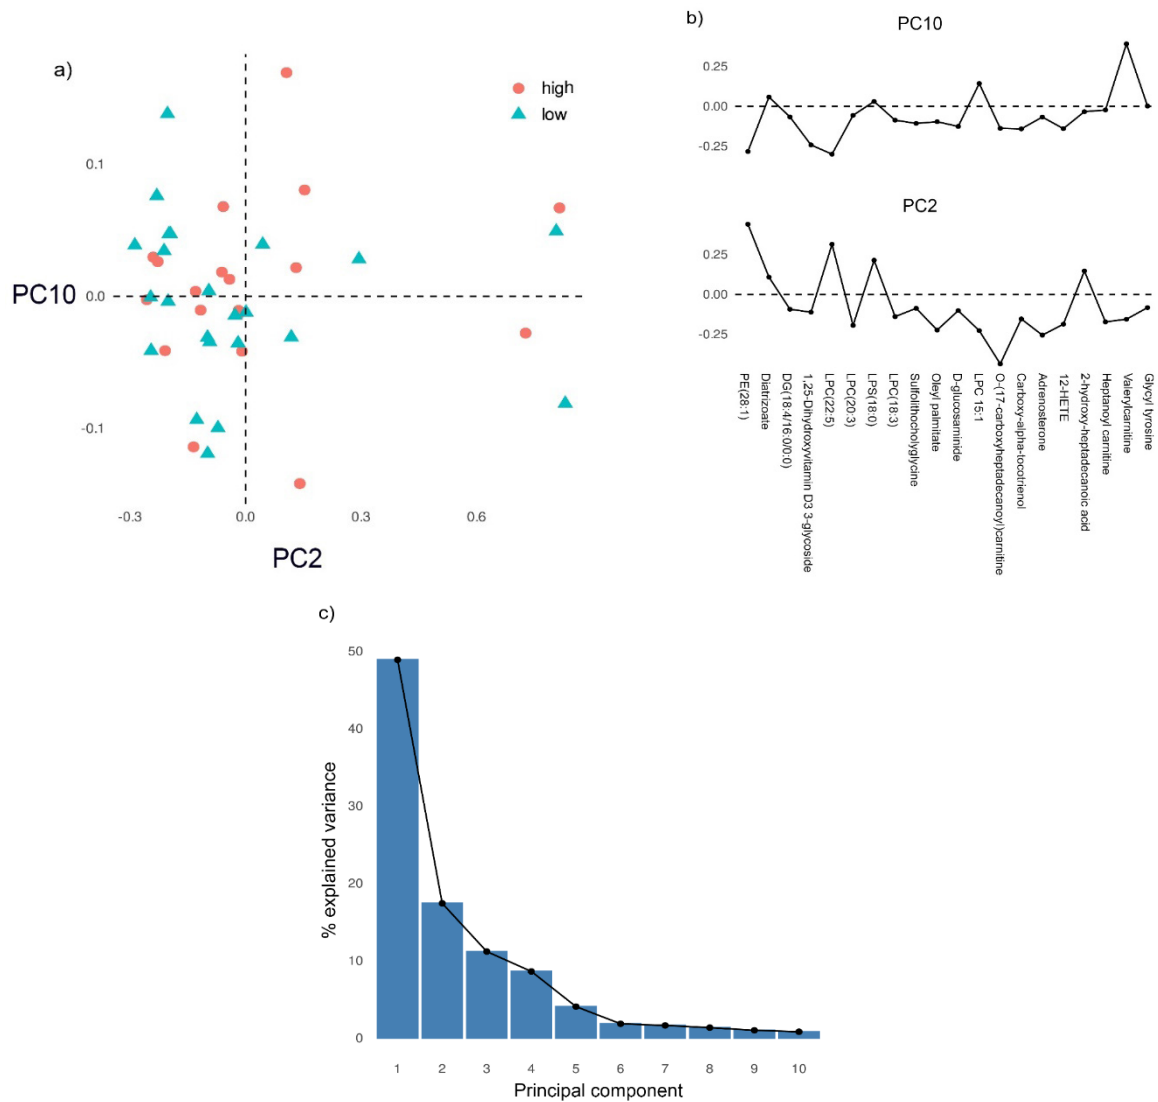 a)
high
low
0.1
0.0
-0.1
PC10
-0.3
0.0
0.3
0.6
PC2
b)
PC10
0.25
0.00
-0.25
PC2
0.25
0.00
-0.25
PE(28:1)
Diatrizoate
DG(18:4/16:0/0:0)
1,25-Dihydroxyvitamin D3 3-glycoside
LPC(22:5)
LPC(20:3)
LPS(18:0)
LPC(18:3)
Sulfolithocholyglycine
Oleyl palmitate
D-glucosaminide
LPC 15:1
O-(17-carboxyheptadecanoyl)carnitine
Carboxy-alpha-tocotrienol
Adrenosterone
12-HETE
2-hydroxy-heptadecanoic acid
Heptanoyl carnitine
Valerylcarnitine
Glycyl tyrosine
c)
50
40
30
20
10
0
% explained variance
1 2 3 4 5 6 7 8 9 10
Principal component